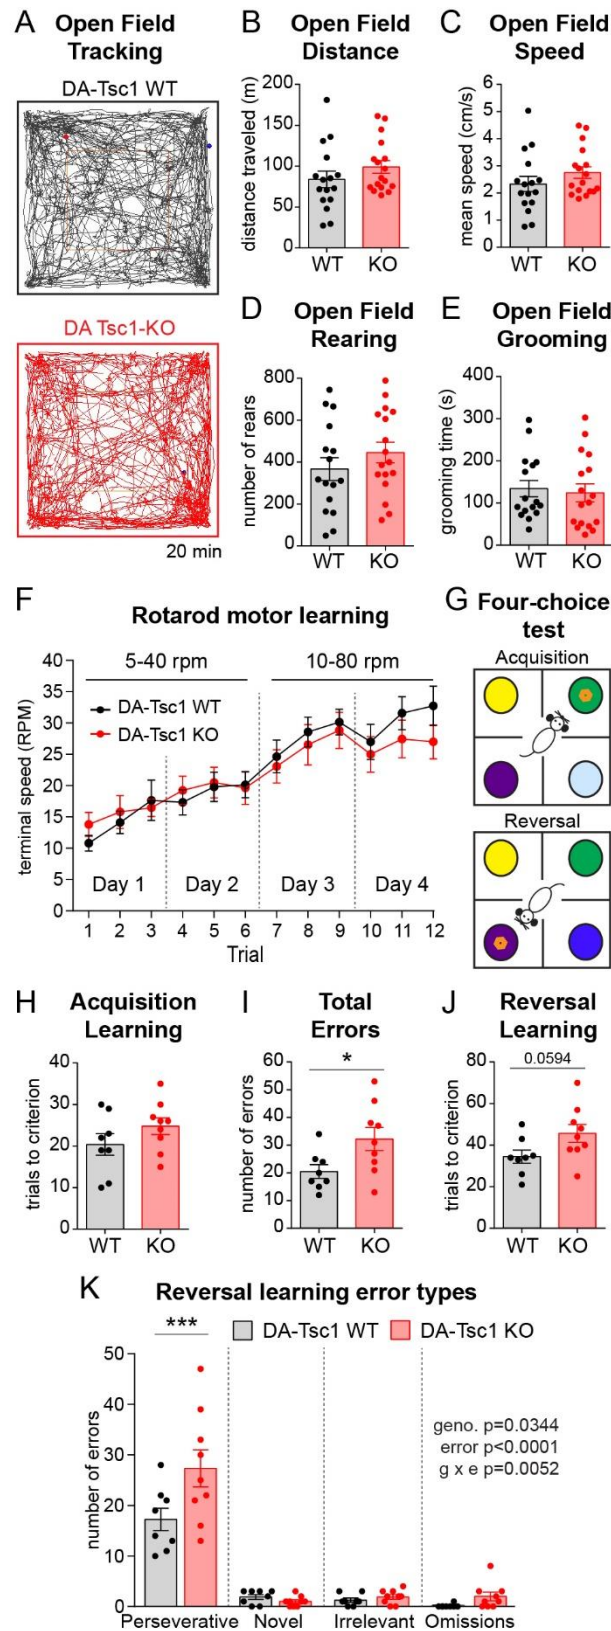 A Open Field
Tracking
DA-Tsc1 WT
DA Tsc1-KO
20 min
B Open Field
Distance
distance traveled (m)
200
150
100
50
0
WT KO
C Open Field
Speed
mean speed (cm/s)
6
5
4
3
2
1
0
WT KO
D Open Field
Rearing
number of rears
800
600
400
200
0
WT KO
E Open Field
Grooming
grooming time (s)
400
300
200
100
0
WT KO
F Rotarod motor learning
5-40 rpm 10-80 rpm
DA-Tsc1 WT
DA-Tsc1 KO
terminal speed (RPM)
40
35
30
25
20
15
10
5
0
Day 1 Day 2 Day 3 Day 4
1 2 3 4 5 6 7 8 9 10 11 12
Trial
G Four-choice
test
Acquisition
Reversal
H Acquisition
Learning
trials to criterion
40
30
20
10
0
WT KO
I Total
Errors
number of errors
60
50
40
30
20
10
0
*
WT KO
J Reversal
Learning
trials to criterion
80
60
40
20
0
0.0594
WT KO
K Reversal learning error types
*** DA-Tsc1 WT DA-Tsc1 KO
number of errors
50
40
30
20
10
0
geno. p=0.0344
error p<0.0001
g x e p=0.0052
Perseverative Novel Irrelevant Omissions